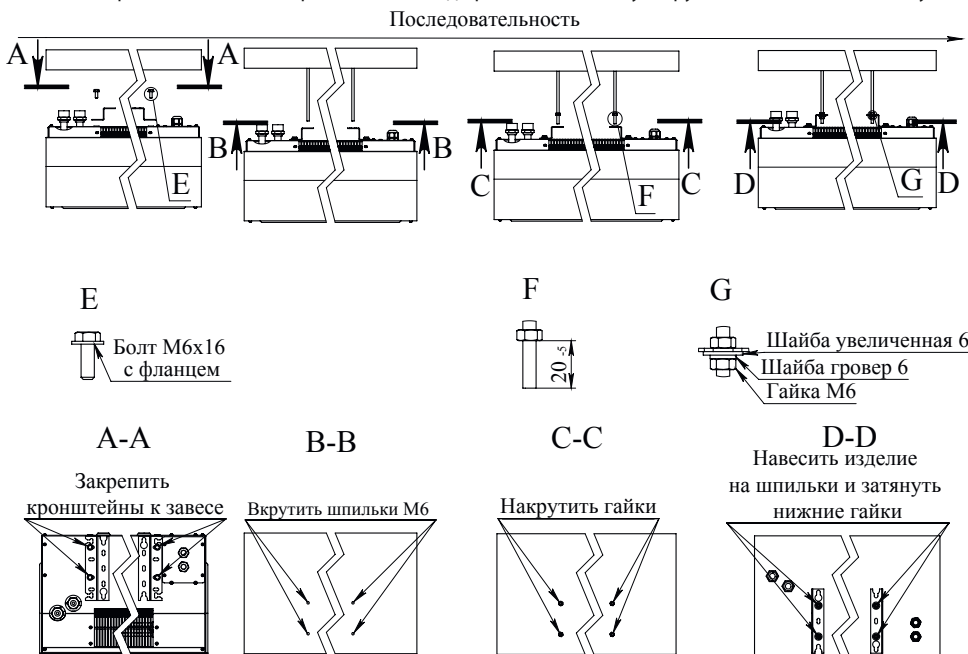 Последовательность
A A
B B
C C
D D
E
F
G
E
F
G
Болт М6х16
с фланцем
20 -5
Шайба увеличенная 6
Шайба гровер 6
Гайка М6
A-A
B-B
C-C
D-D
Закрепить
кронштейны к завесе
Вкрутить шпильки М6
Накрутить гайки
Навесить изделие
на шпильки и затянуть
нижние гайки